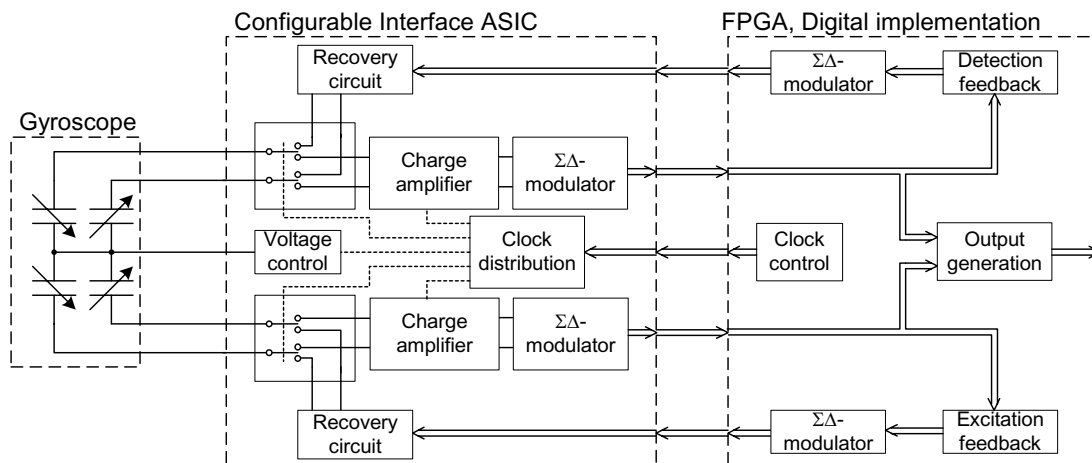 Configurable Interface ASIC
FPGA, Digital implementation
Recovery
circuit
ΣΔ-
modulator
Detection
feedback
Gyroscope
Charge
amplifier
ΣΔ-
modulator
Voltage
control
Clock
distribution
Clock
control
Output
generation
Charge
amplifier
ΣΔ-
modulator
Recovery
circuit
ΣΔ-
modulator
Excitation
feedback